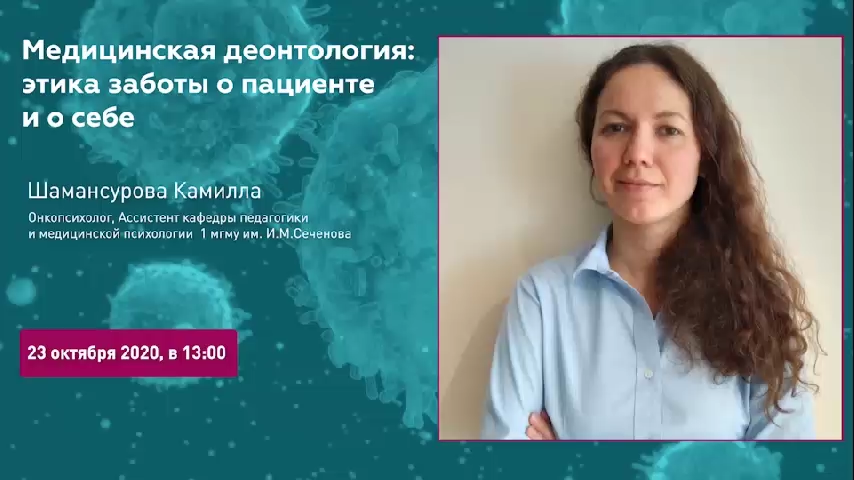 Медицинская деонтология:
этика заботы о пациенте
и о себе
Шамансурова Камилла
Онкопсихолог, Ассистент кафедры педагогики
и медицинской психологии 1 мгму им. И.М.Сеченова
23 октября 2020, в 13:00